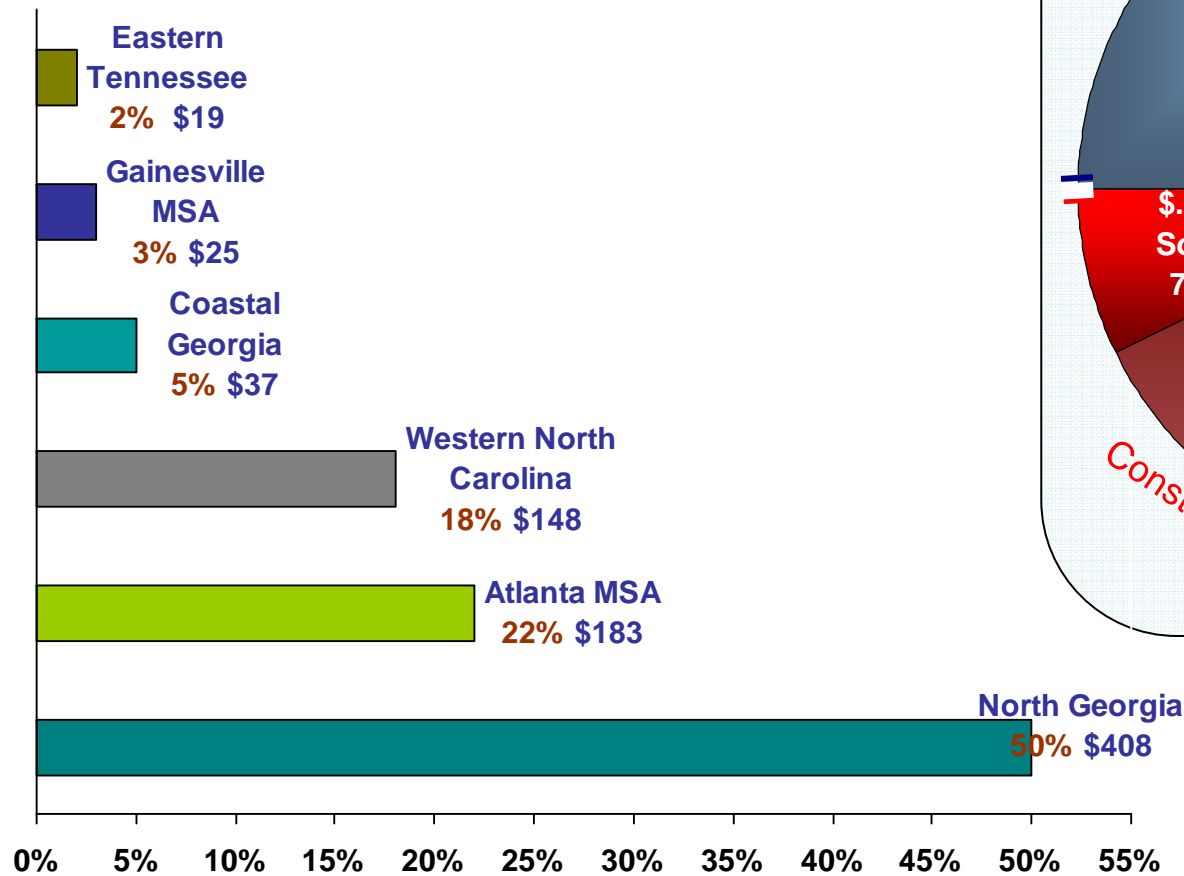 Eastern
Tennessee
2% $19
Gainesville
MSA
3% $25
Coastal
Georgia
5% $37
Western North
Carolina
18% $148
Atlanta MSA
22% $183
North Georgia
50% $408
0% 5% 10% 15% 20% 25% 30% 35% 40% 45% 50% 55%
$.
7